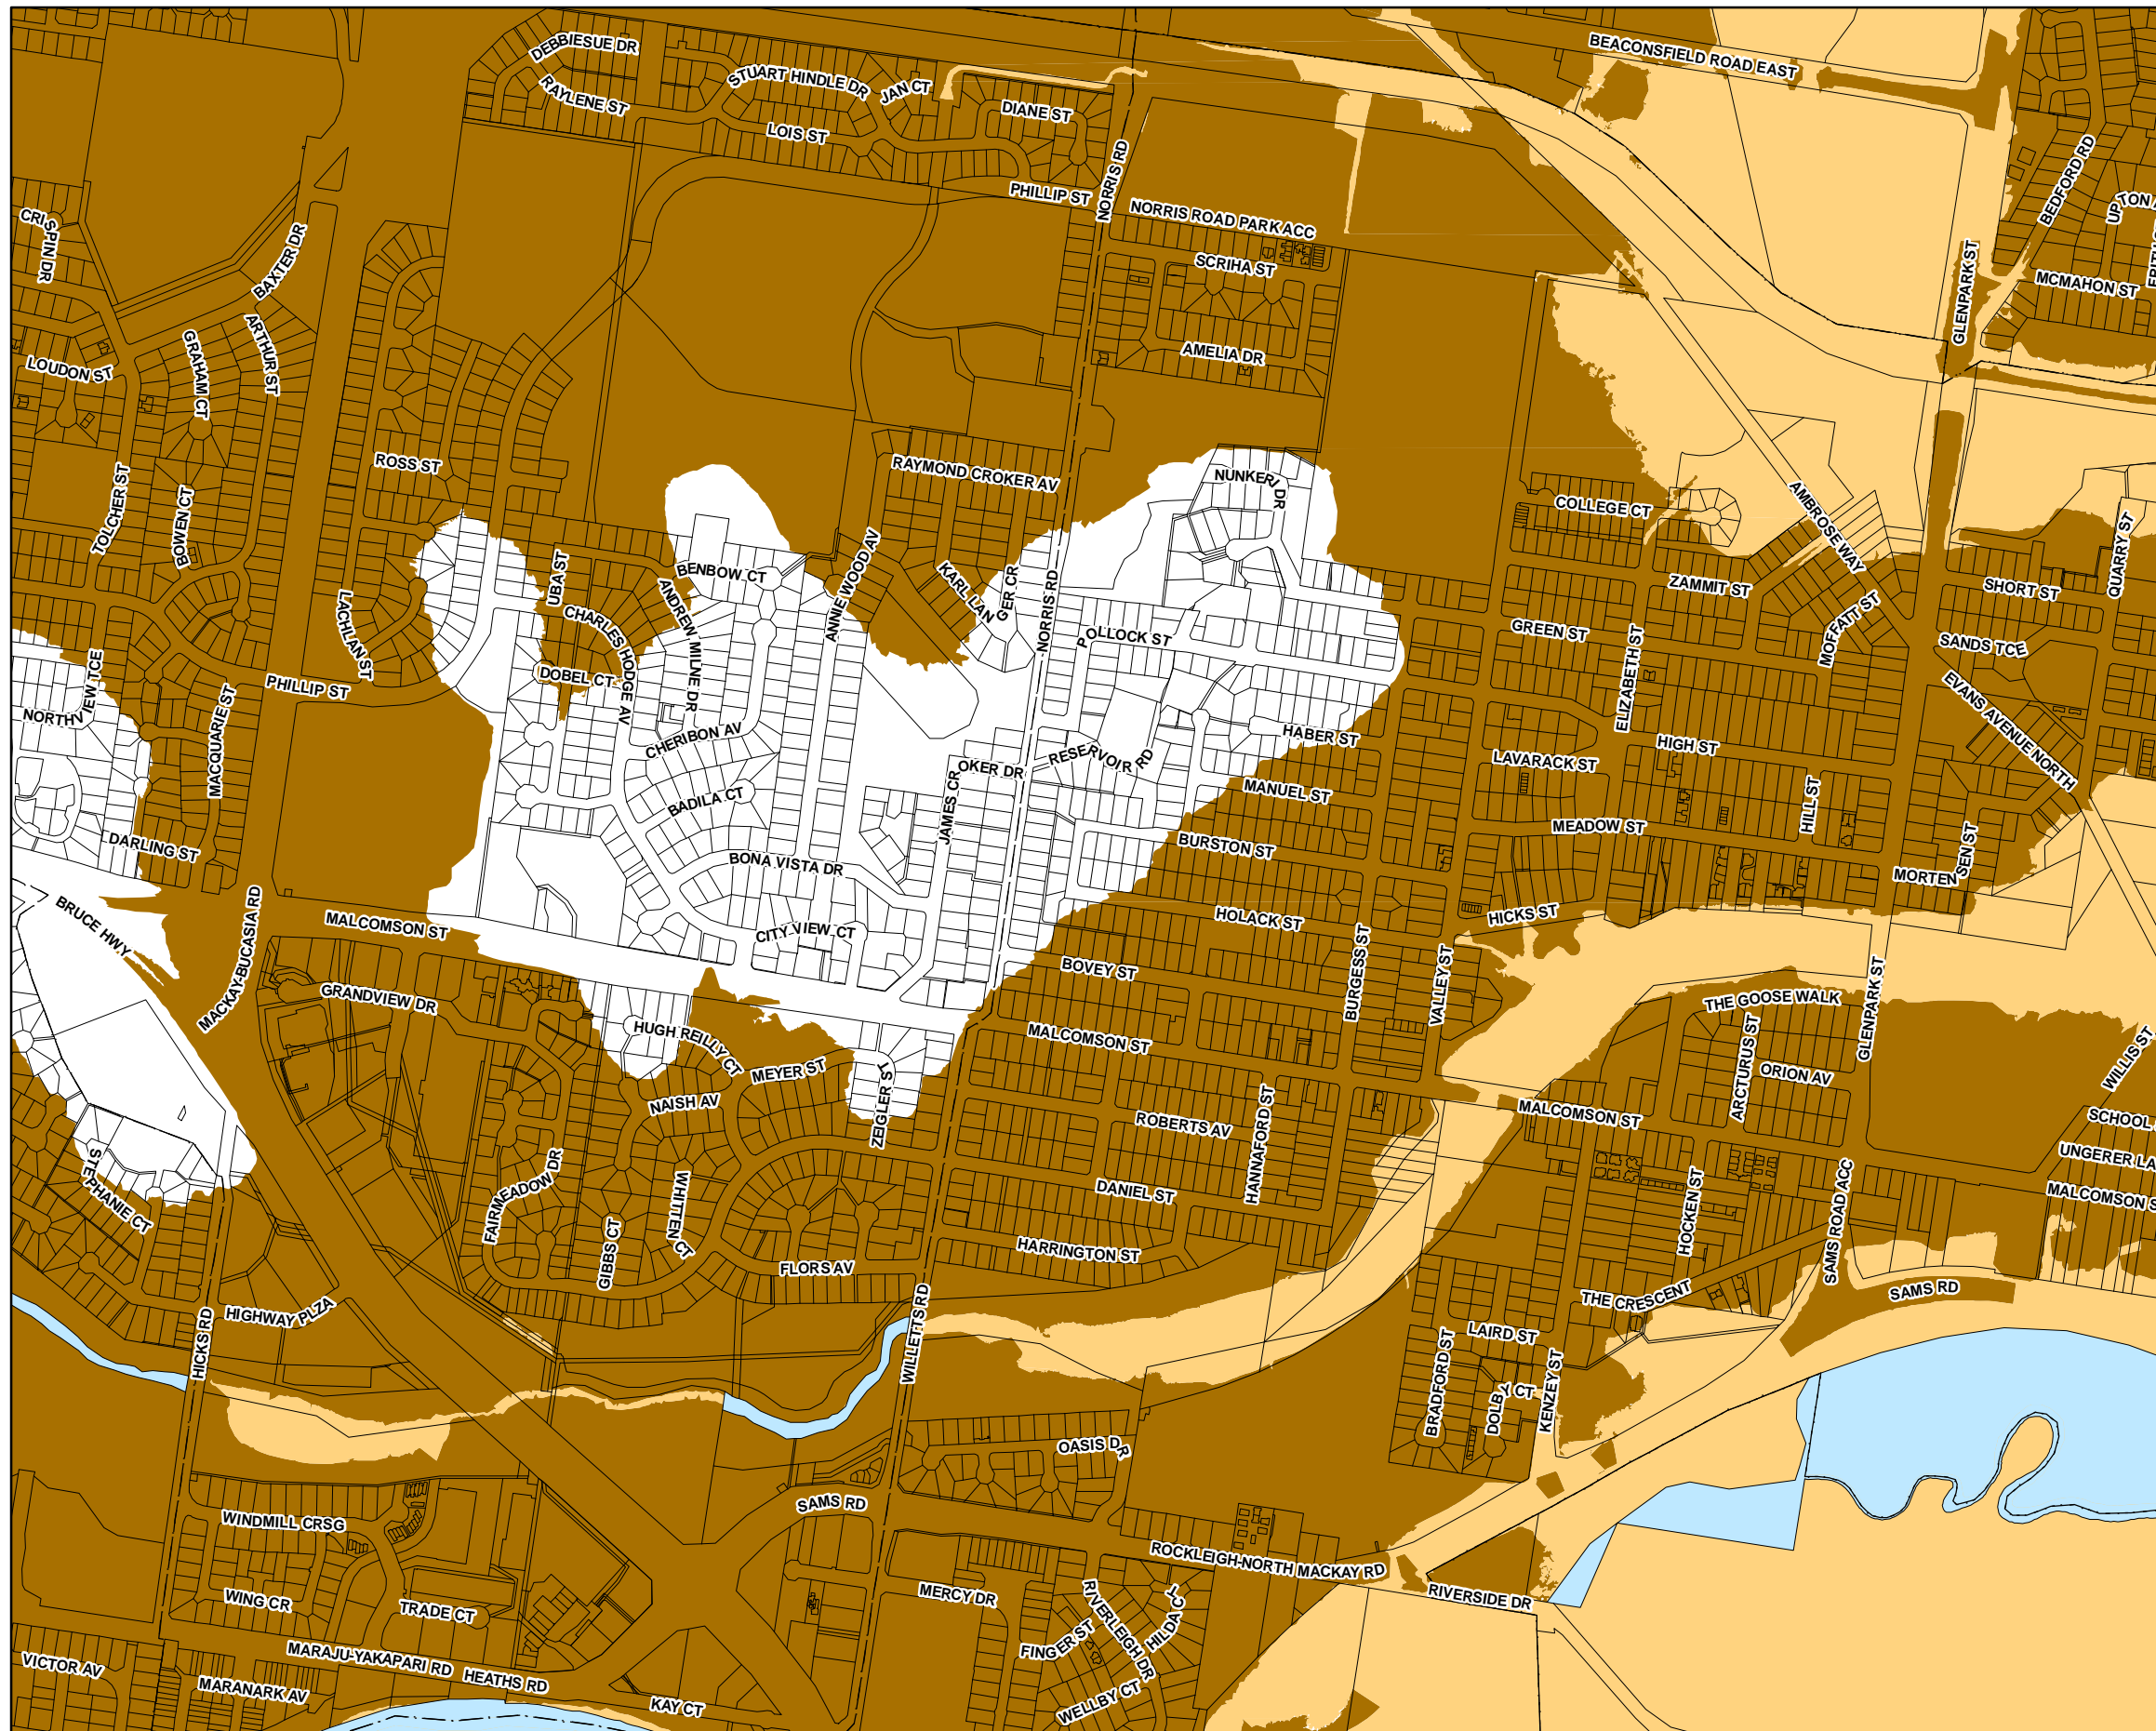 DEBBIESUE DR
BEACONSFIELD ROAD EAST
STUART HINDLE DR
JAN CT
RAYLENE ST
DIANE ST
LOIS ST
NORRIS RD
BEDFORD RD
PHILLIP ST
NORRIS ROAD PARK ACC
CRISPIN DR
BAXTER DR
SCRIHA ST
GLENPARK ST
MCMAHON ST
ARTHUR ST
GRAHAM CT
AMELIA DR
LOUDON ST
ROSS ST
RAYMOND CROKER AV
NUNKERI DR
TOLCHER ST
BOWEN CT
COLLEGE CT
AMBROSE WAY
QUARRY ST
UBA ST
BENBOW CT
ANNIE WOOD AV
KARL LANGER CR
NORRIS RD
ZAMMIT ST
SHORT ST
LACHLAN ST
CHARLES HODGE AV
ANDREW MILNE DR
POLLOCK ST
GREEN ST
ELIZABETH ST
MOFFATT ST
SANDS TCE
NORTHVIEW TCE
PHILLIP ST
DOBEL CT
EVANS AVENUE NORTH
MACQUARIE ST
CHERIBON AV
HABER ST
HIGH ST
RESERVOIR RD
OKER DR
LAVARACK ST
BADILA CT
JAMES CR
MANUEL ST
HILL ST
DARLING ST
BURSTON ST
MEADOW ST
BONA VISTA DR
MORTENSEN ST
BRUCE HWY
MACKAY-BUCASIA RD
MALCOMSON ST
CITY VIEW CT
HOLACK ST
HICKS ST
BURGESS ST
VALLEY ST
BOVEY ST
GRANDVIEW DR
THE GOOSE WALK
GLENPARK ST
HUGH REILLY CT
MALCOMSON ST
ARCTURUS ST
WILLIS ST
MEYER ST
ORION AV
NAISH AV
ZEIGLER ST
ROBERTS AV
HANNAFORD ST
MALCOMSON ST
SCHOOL
UNGERER LA
STEPHANIE CT
FAIRMEADOW DR
WHITTEN CT
DANIEL ST
HOCKEN ST
SAMS ROAD ACC
MALCOMSON S
GIBBS CT
HARRINGTON ST
FLORS AV
THE CRESCENT
SAMS RD
HIGHWAY PLZA
HICKS RD
WILLETTS RD
LAIRD ST
BRADFORD ST
DOLBY CT
KENZEY ST
OASIS DR
SAMS RD
WINDMILL CRSG
ROCKLEIGH-NORTH MACKAY RD
RIVERSIDE DR
WING CR
TRADE CT
MERCY DR
RIVERLEIGH DR
HILDA CT
FINGER ST
MARAJU-YAKAPARI RD
HEATHS RD
VICTOR AV
MARANARK AV
KAY CT
WELLBY CT